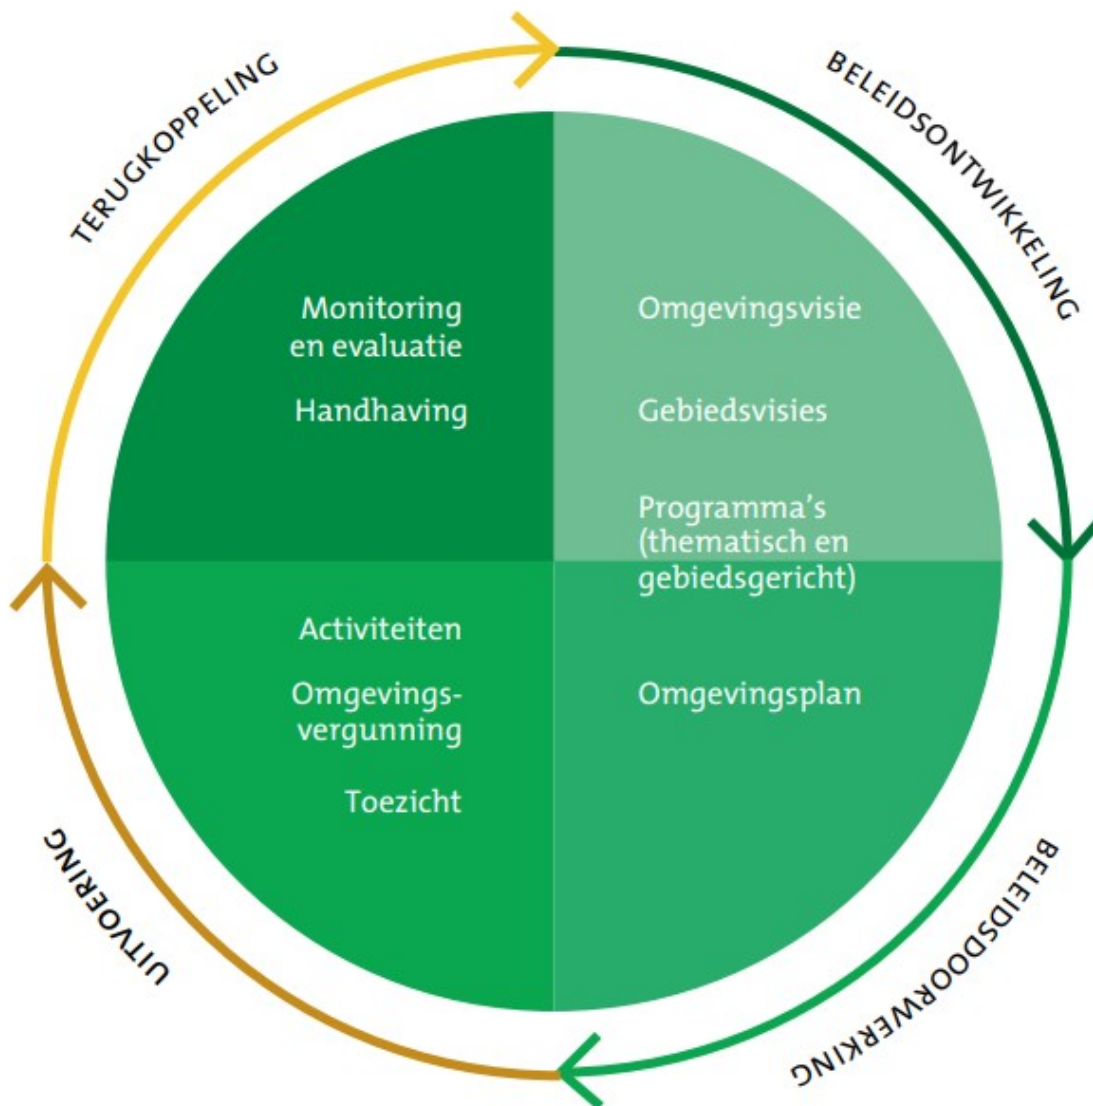 TERUGKOPPELING
BELEIDSONTWIKKELING
Monitoring
en evaluatie
Handhaving
Omgevingsvisie
Gebiedsvisies
Programma's
(thematisch en
gebiedsgericht)
Activiteiten
Omgevings-
vergunning
Toezicht
Omgevingsplan
UITVOERING
BELEIDSDOORWERKING